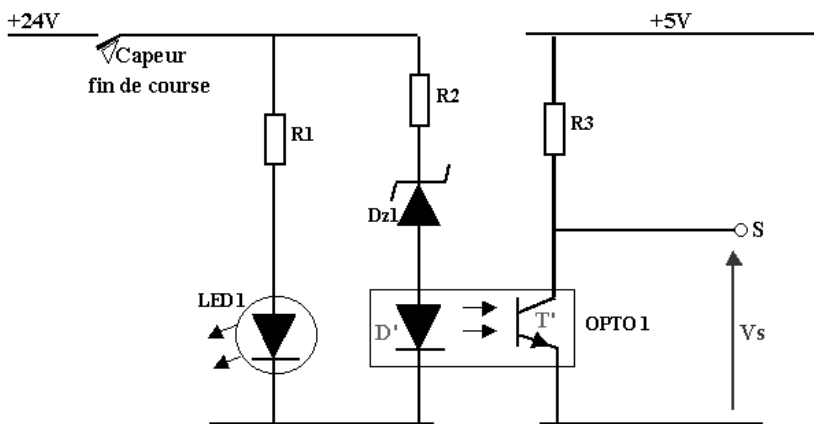 +24V
+5V
Capeur
fin de course
R2
R1
R3
Dz1
S
LED1
D'
T'
OPTO1
Vs